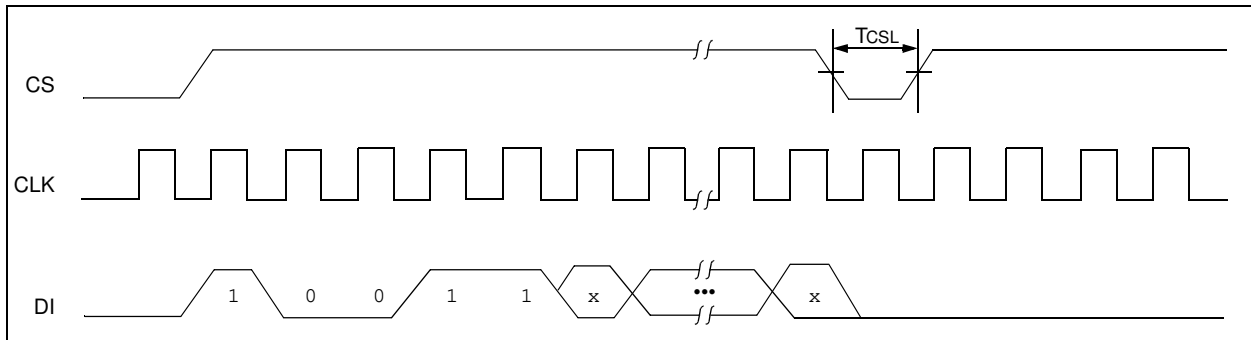 TCSL
CS
CLK
DI
1 0 0 1 1 x ••• x